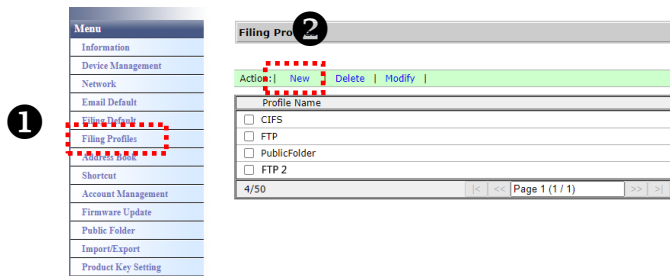 Menu
Information
Device Management
Network
Email Default
Filing Default
Filing Profiles
Address Book
Shortcut
Account Management
Firmware Update
Public Folder
Import/Export
Product Key Setting
1
2
Filing Pro
Action:| New | Delete | Modify |
Profile Name
CIFS
FTP
PublicFolder
FTP 2
4/50 |< << Page 1 (1 / 1) >> >|